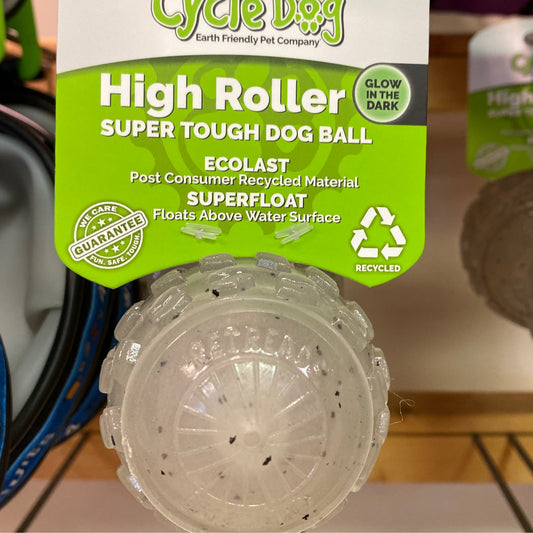 Cycle Dog
Earth Friendly Pet Company
High Roller
GLOW
IN THE
DARK
SUPER TOUGH DOG BALL
ECOLAST
Post Consumer Recycled Material
SUPERFLOAT
Floats Above Water Surface
WE CARE
GUARANTEE
FUN. SAFE. TOUGH.
RECYCLED
RETREAD
High